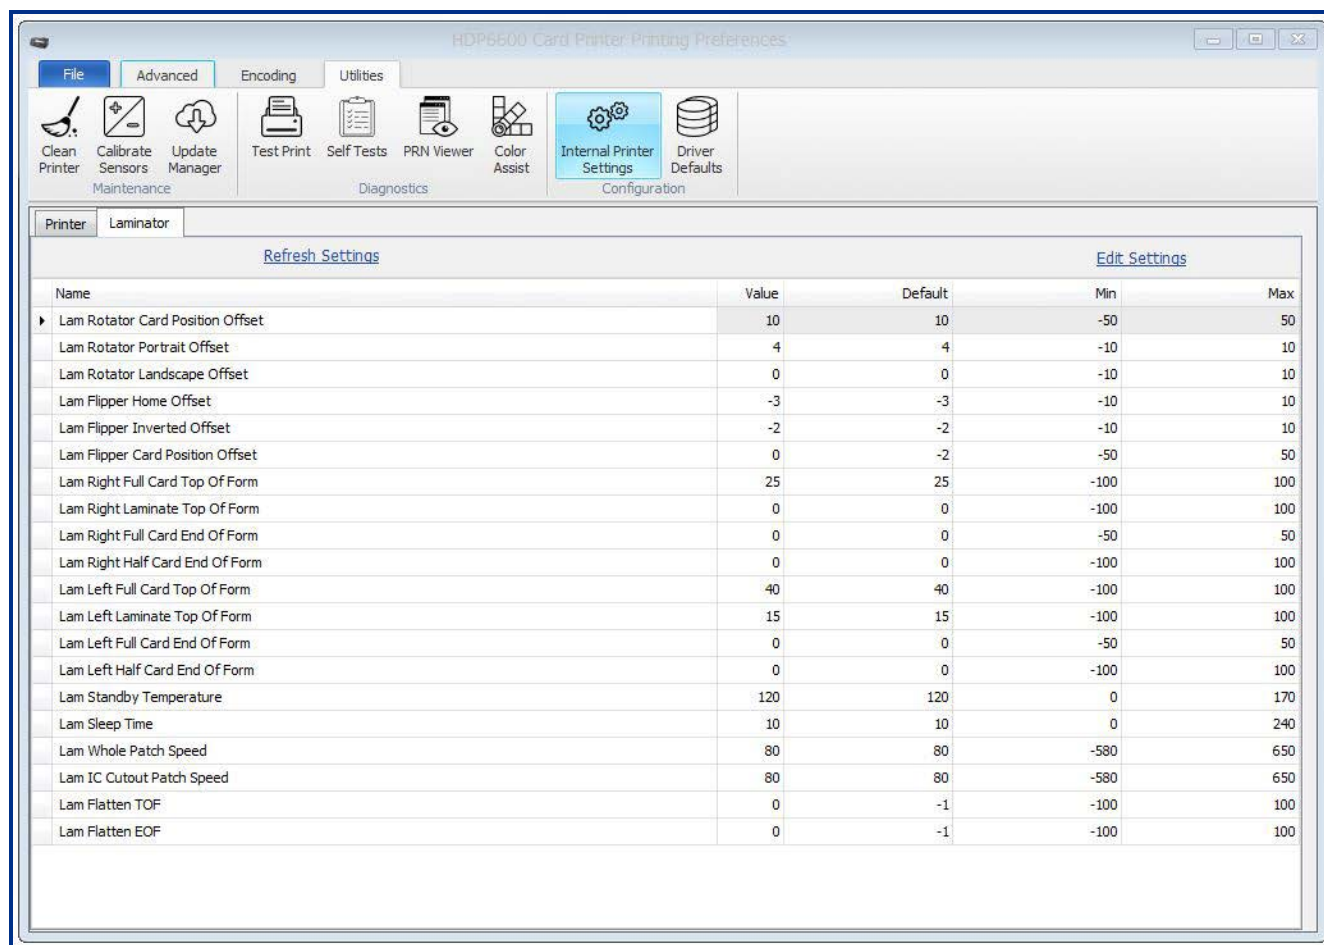 HDP6600 Card Printer Printing Preferences
File Advanced Encoding Utilities
Clean Printer Calibrate Sensors Update Manager Test Print Self Tests PRN Viewer Color Assist Internal Printer Settings Driver Defaults
Maintenance Diagnostics Configuration
Printer Laminator
Refresh Settings Edit Settings
Name Value Default Min Max
Lam Rotator Card Position Offset 10 10 -50 50
Lam Rotator Portrait Offset 4 4 -10 10
Lam Rotator Landscape Offset 0 0 -10 10
Lam Flipper Home Offset -3 -3 -10 10
Lam Flipper Inverted Offset -2 -2 -10 10
Lam Flipper Card Position Offset 0 -2 -50 50
Lam Right Full Card Top Of Form 25 25 -100 100
Lam Right Laminate Top Of Form 0 0 -100 100
Lam Right Full Card End Of Form 0 0 -50 50
Lam Right Half Card End Of Form 0 0 -100 100
Lam Left Full Card Top Of Form 40 40 -100 100
Lam Left Laminate Top Of Form 15 15 -100 100
Lam Left Full Card End Of Form 0 0 -50 50
Lam Left Half Card End Of Form 0 0 -100 100
Lam Standby Temperature 120 120 0 170
Lam Sleep Time 10 10 0 240
Lam Whole Patch Speed 80 80 -580 650
Lam IC Cutout Patch Speed 80 80 -580 650
Lam Flatten TOF 0 -1 -100 100
Lam Flatten EOF 0 -1 -100 100